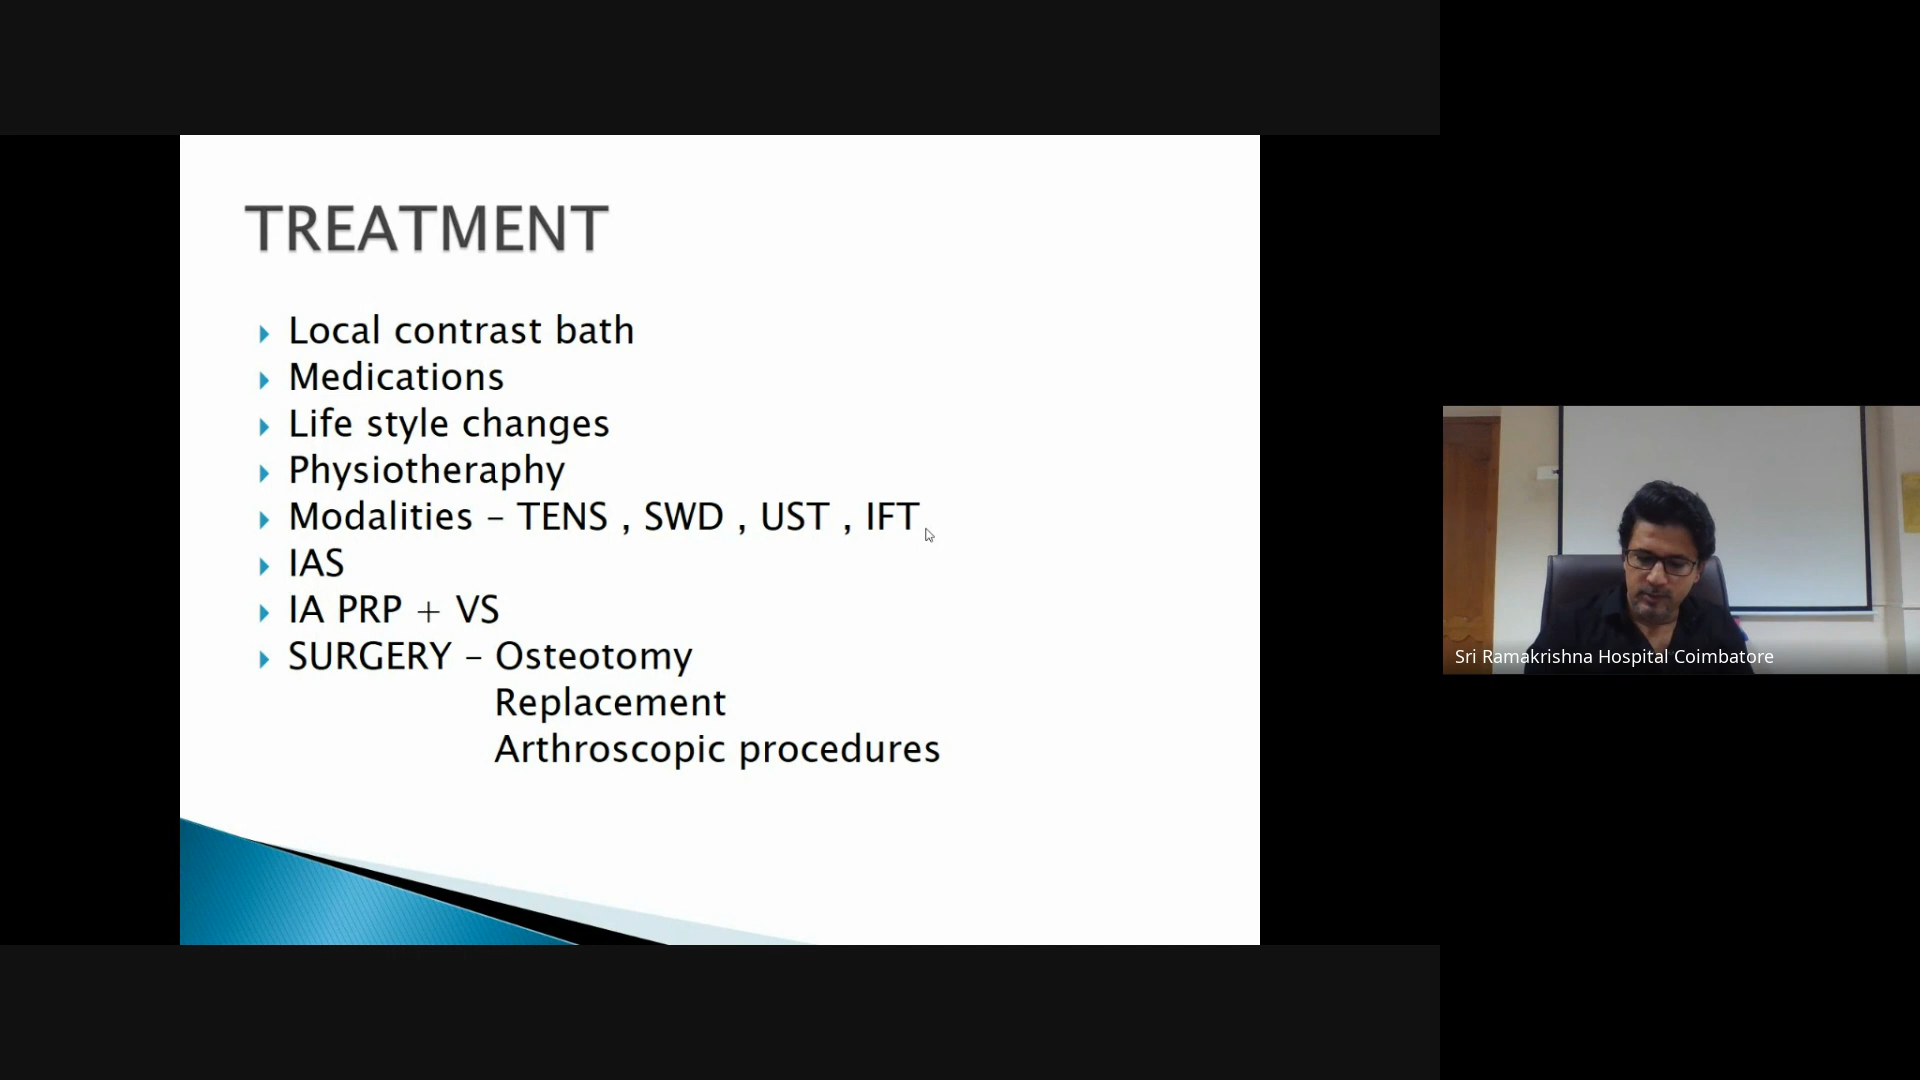 TREATMENT
Local contrast bath
Medications
Life style changes
Physiotheraphy
Modalities – TENS , SWD , UST , IFT
IAS
IA PRP + VS
SURGERY – Osteotomy
Replacement
Arthroscopic procedures
Sri Ramakrishna Hospital Coimbatore